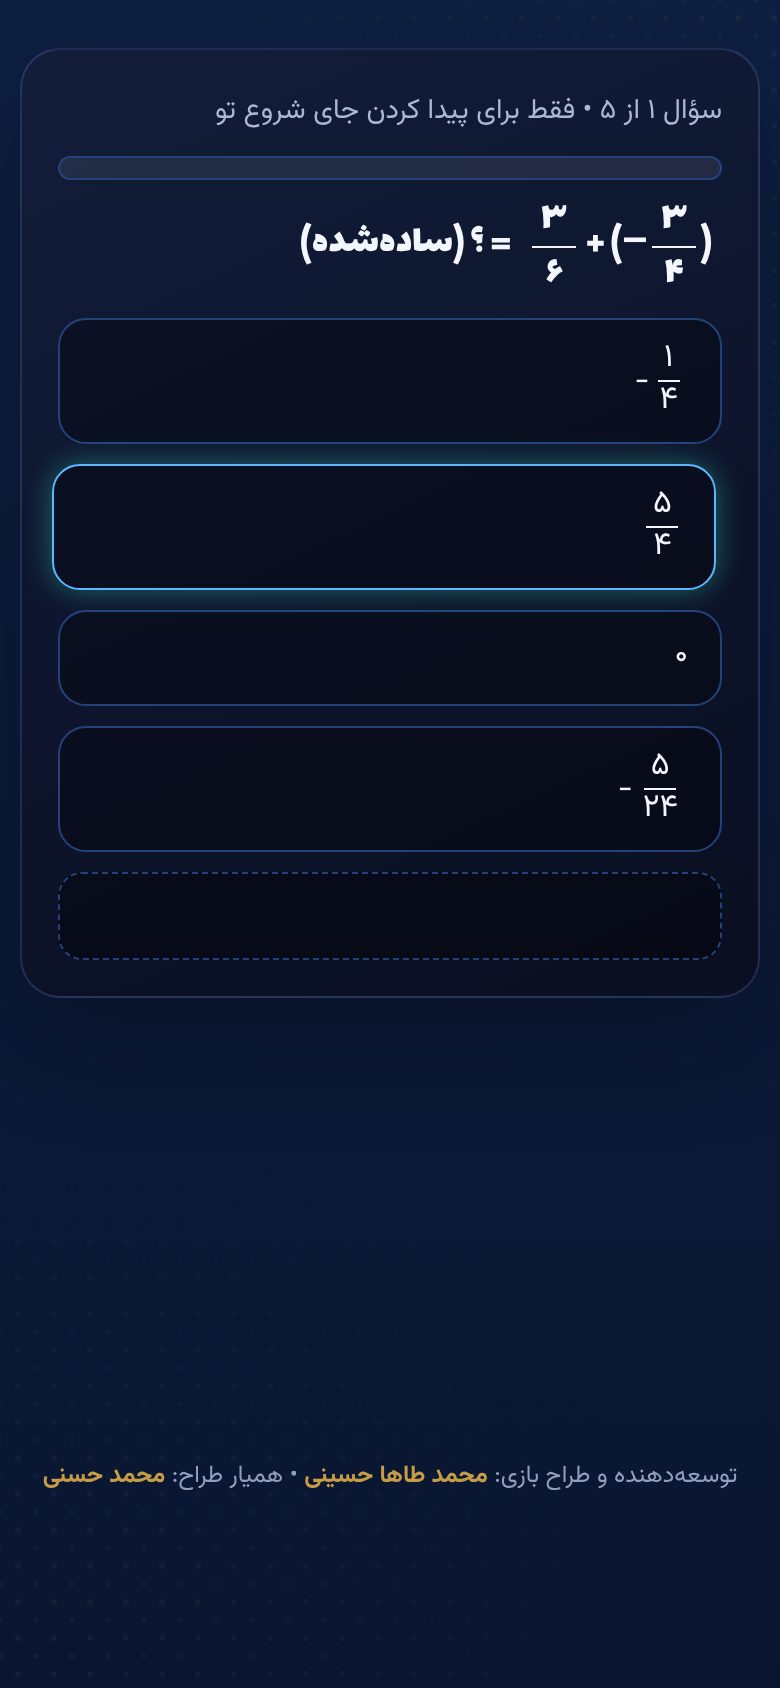 سؤال ۱ از ۵ • فقط برای پیدا کردن جای شروع تو
(−۳/۴) + ۳/۶ = ؟ (ساده‌شده)
-۱/۴
۵/۴
۰
-۵/۲۴
توسعه‌دهنده و طراح بازی: محمد طاها حسینی • همیار طراح: محمد حسنی